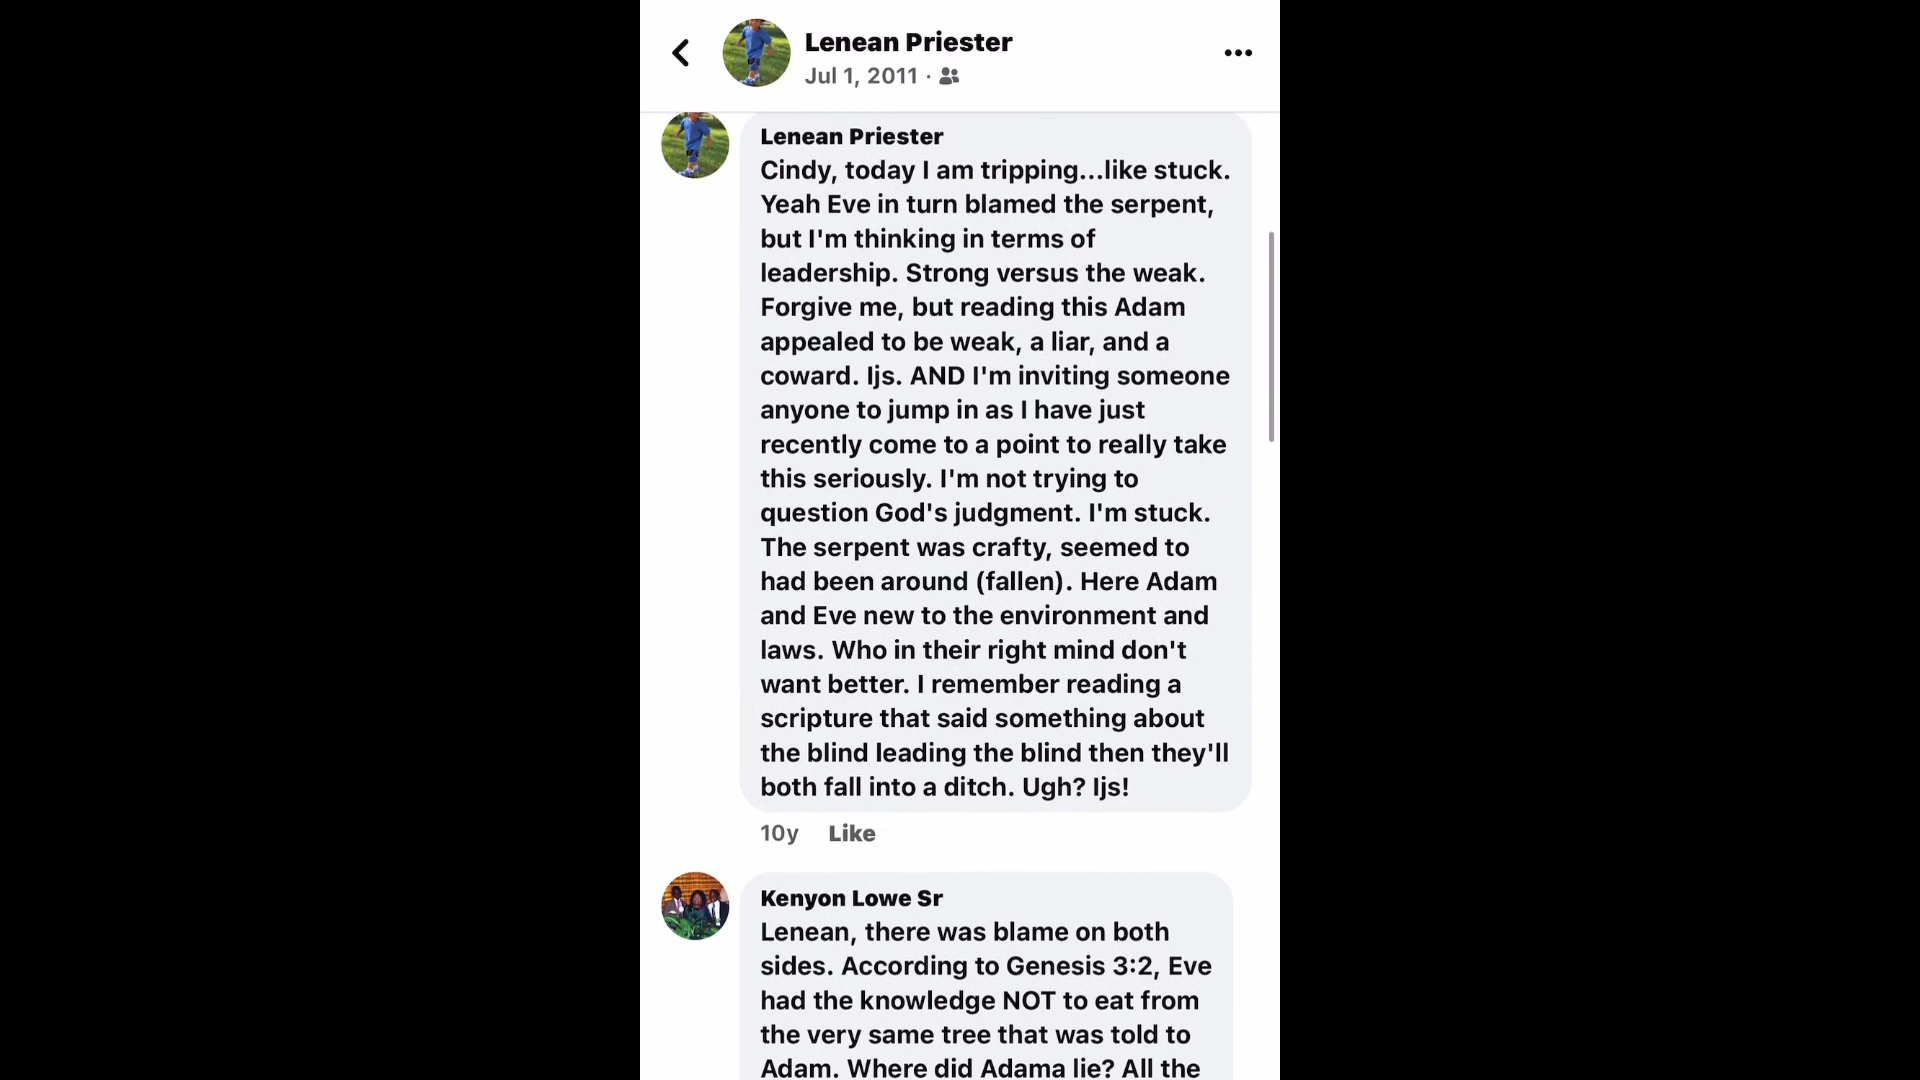 Lenean Priester
Jul 1, 2011 ·
Lenean Priester
Cindy, today I am tripping...like stuck.
Yeah Eve in turn blamed the serpent,
but I'm thinking in terms of
leadership. Strong versus the weak.
Forgive me, but reading this Adam
appealed to be weak, a liar, and a
coward. Ijs. AND I'm inviting someone
anyone to jump in as I have just
recently come to a point to really take
this seriously. I'm not trying to
question God's judgment. I'm stuck.
The serpent was crafty, seemed to
had been around (fallen). Here Adam
and Eve new to the environment and
laws. Who in their right mind don't
want better. I remember reading a
scripture that said something about
the blind leading the blind then they'll
both fall into a ditch. Ugh? Ijs!
10y Like
Kenyon Lowe Sr
Lenean, there was blame on both
sides. According to Genesis 3:2, Eve
had the knowledge NOT to eat from
the very same tree that was told to
Adam. Where did Adama lie? All the